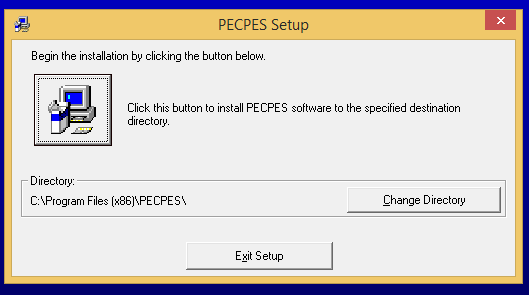 PECPES Setup
Begin the installation by clicking the button below.
Click this button to install PECPES software to the specified destination
directory.
Directory:
C:\Program Files (x86)\PECPES\
Change Directory
Exit Setup